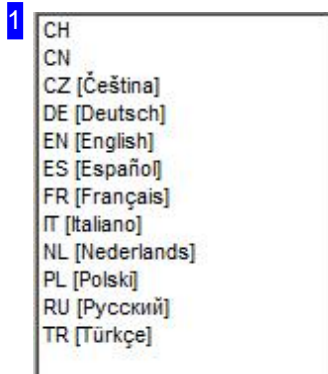 1
CH
CN
CZ [Čeština]
DE [Deutsch]
EN [English]
ES [Español]
FR [Français]
IT [Italiano]
NL [Nederlands]
PL [Polski]
RU [Русский]
TR [Türkçe]